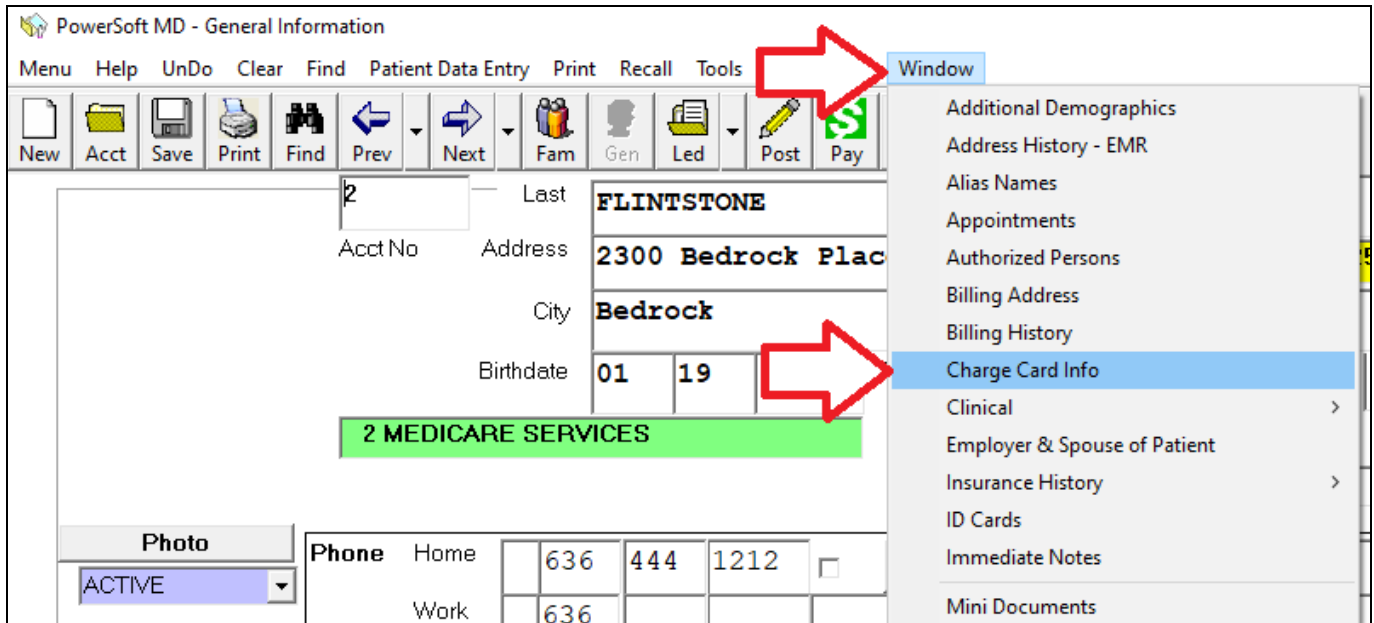 PowerSoft MD - General Information
Menu Help UnDo Clear Find Patient Data Entry Print Recall Tools Window
New Acct Save Print Find Prev Next Fam Gen Led Post Pay
2 Last FLINTSTONE
Acct No Address 2300 Bedrock Plac
City Bedrock
Birthdate 01 19
2 MEDICARE SERVICES
Photo
ACTIVE
Phone Home 636 444 1212
Work 636
Additional Demographics
Address History - EMR
Alias Names
Appointments
Authorized Persons
Billing Address
Billing History
Charge Card Info
Clinical >
Employer & Spouse of Patient
Insurance History >
ID Cards
Immediate Notes
Mini Documents